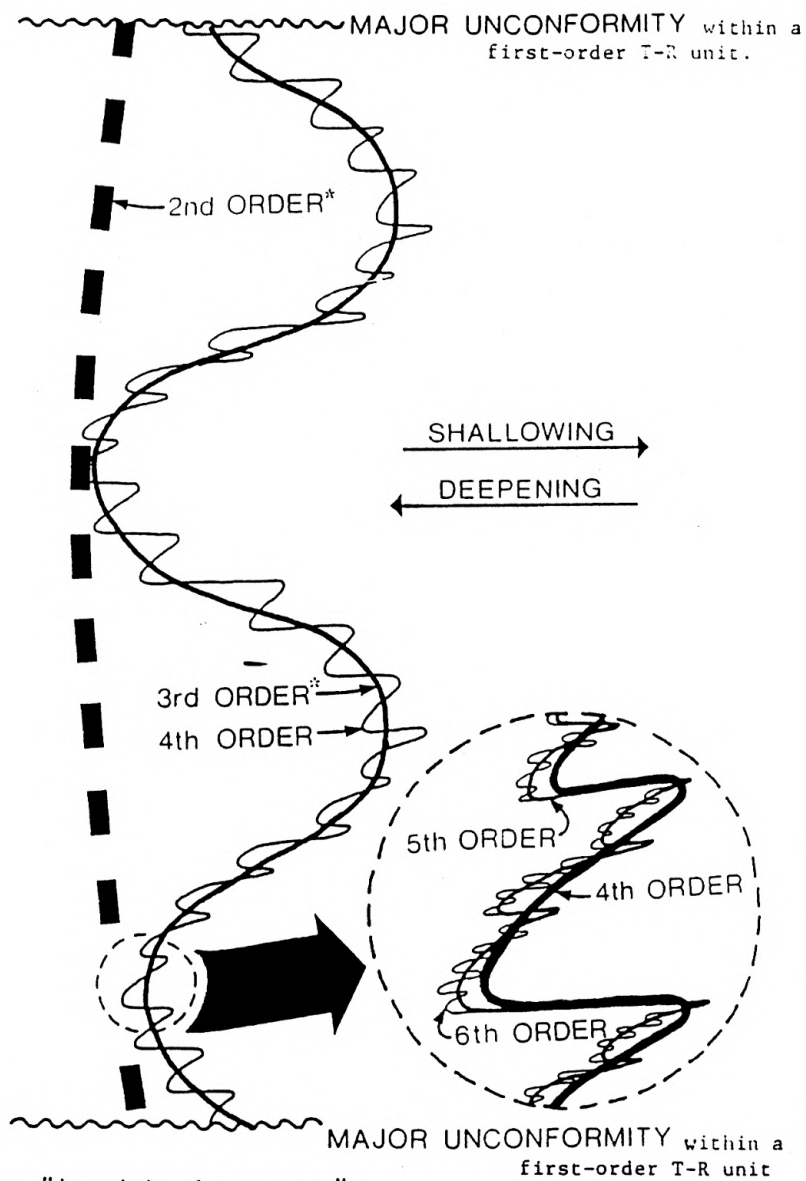 MAJOR UNCONFORMITY within a
first-order T-R unit.
2nd ORDER*
SHALLOWING
DEEPENING
3rd ORDER*
4th ORDER
5th ORDER
4th ORDER
6th ORDER
MAJOR UNCONFORMITY within a
first-order T-R unit